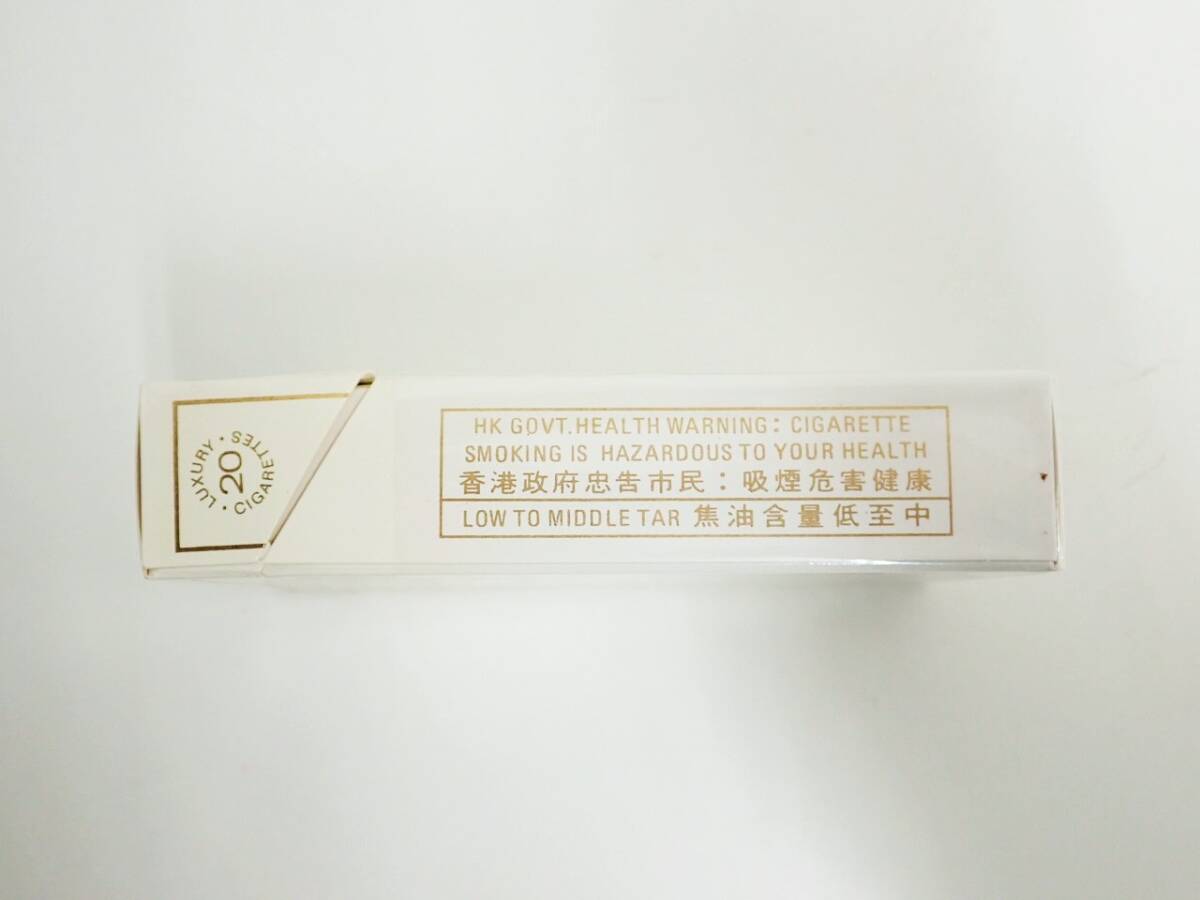 LUXURY
20
CIGARETTES
HK GOVT. HEALTH WARNING: CIGARETTE
SMOKING IS HAZARDOUS TO YOUR HEALTH
香港政府忠告市民：吸煙危害健康
LOW TO MIDDLE TAR 焦油含量低至中